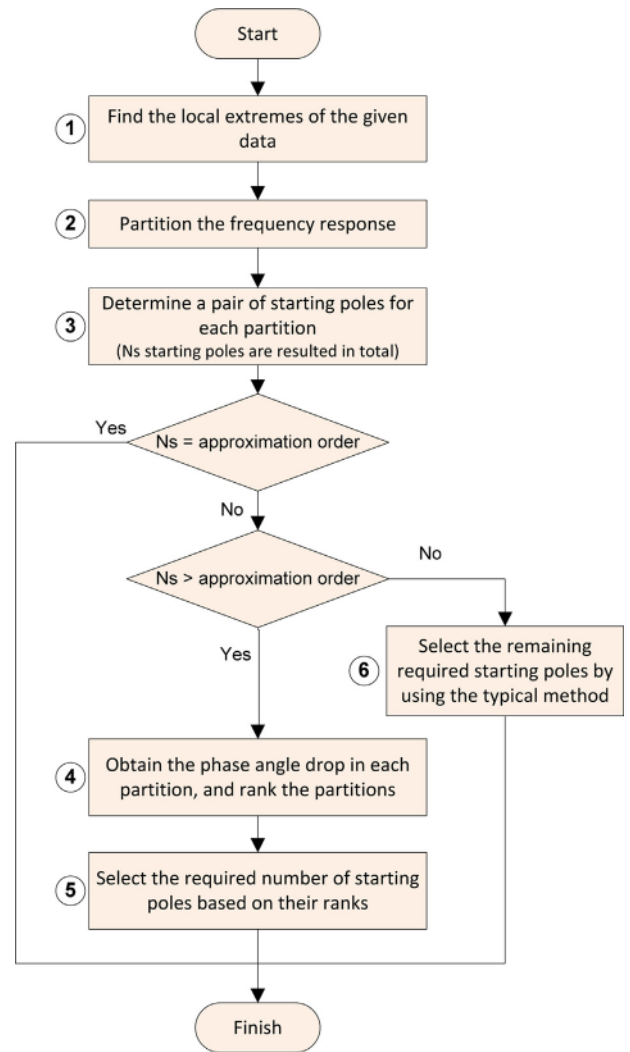 Start
1
Find the local extremes of the given
data
2
Partition the frequency response
3
Determine a pair of starting poles for
each partition
(Ns starting poles are resulted in total)
Yes
Ns = approximation order
No
Ns > approximation order
No
Yes
6
Select the remaining
required starting poles by
using the typical method
4
Obtain the phase angle drop in each
partition, and rank the partitions
5
Select the required number of starting
poles based on their ranks
Finish